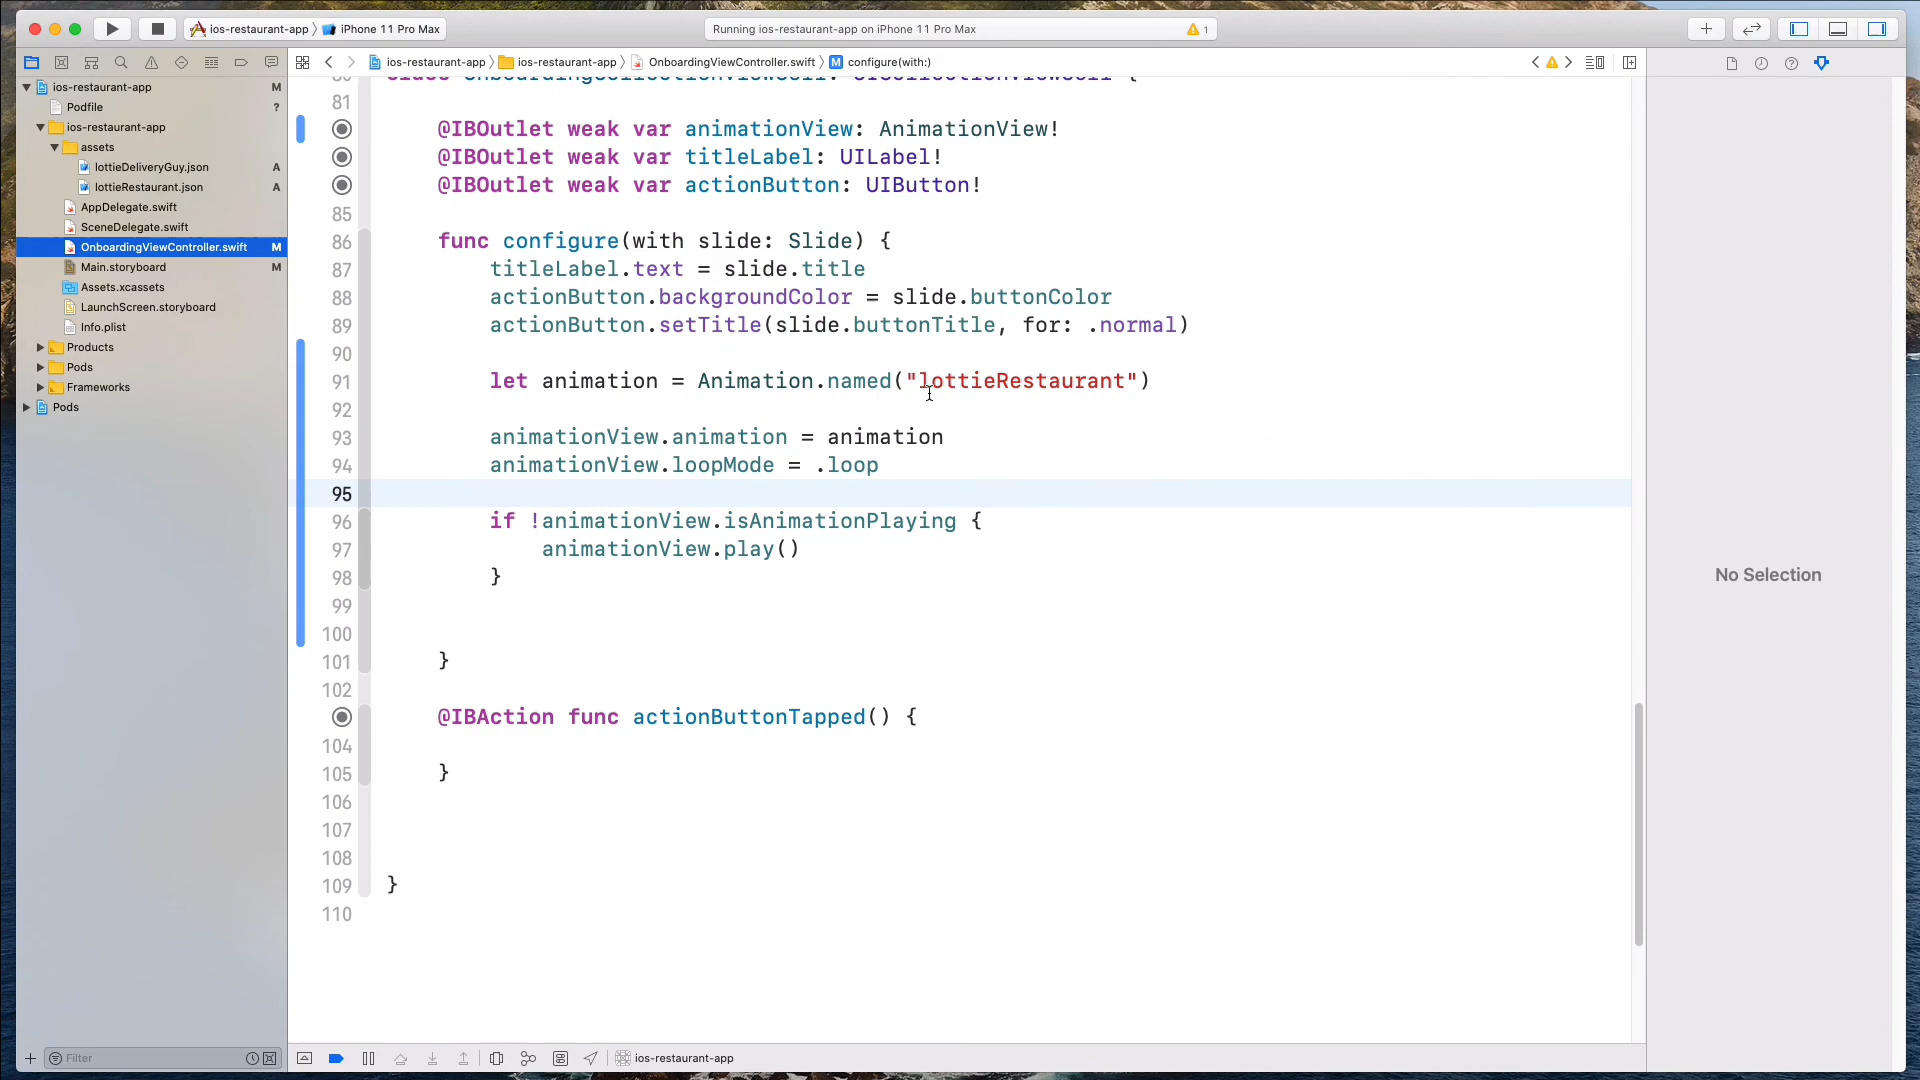 ios-restaurant-app
iPhone 11 Pro Max
Running ios-restaurant-app on iPhone 11 Pro Max
1
ios-restaurant-app
ios-restaurant-app
OnboardingViewController.swift
M configure(with:)
ios-restaurant-app M
Podfile ?
ios-restaurant-app
assets
lottieDeliveryGuy.json A
lottieRestaurant.json A
AppDelegate.swift
SceneDelegate.swift
OnboardingViewController.swift M
Main.storyboard M
Assets.xcassets
LaunchScreen.storyboard
Info.plist
Products
Pods
Frameworks
Pods
Filter
80 class OnboardingCollectionViewCell: UICollectionViewCell {
81
@IBOutlet weak var animationView: AnimationView!
@IBOutlet weak var titleLabel: UILabel!
@IBOutlet weak var actionButton: UIButton!
85
86 func configure(with slide: Slide) {
87 titleLabel.text = slide.title
88 actionButton.backgroundColor = slide.buttonColor
89 actionButton.setTitle(slide.buttonTitle, for: .normal)
90
91 let animation = Animation.named("lottieRestaurant")
92
93 animationView.animation = animation
94 animationView.loopMode = .loop
95
96 if !animationView.isAnimationPlaying {
97 animationView.play()
98 }
99
100
101 }
102
@IBAction func actionButtonTapped() {
104
105 }
106
107
108
109 }
110
No Selection
ios-restaurant-app